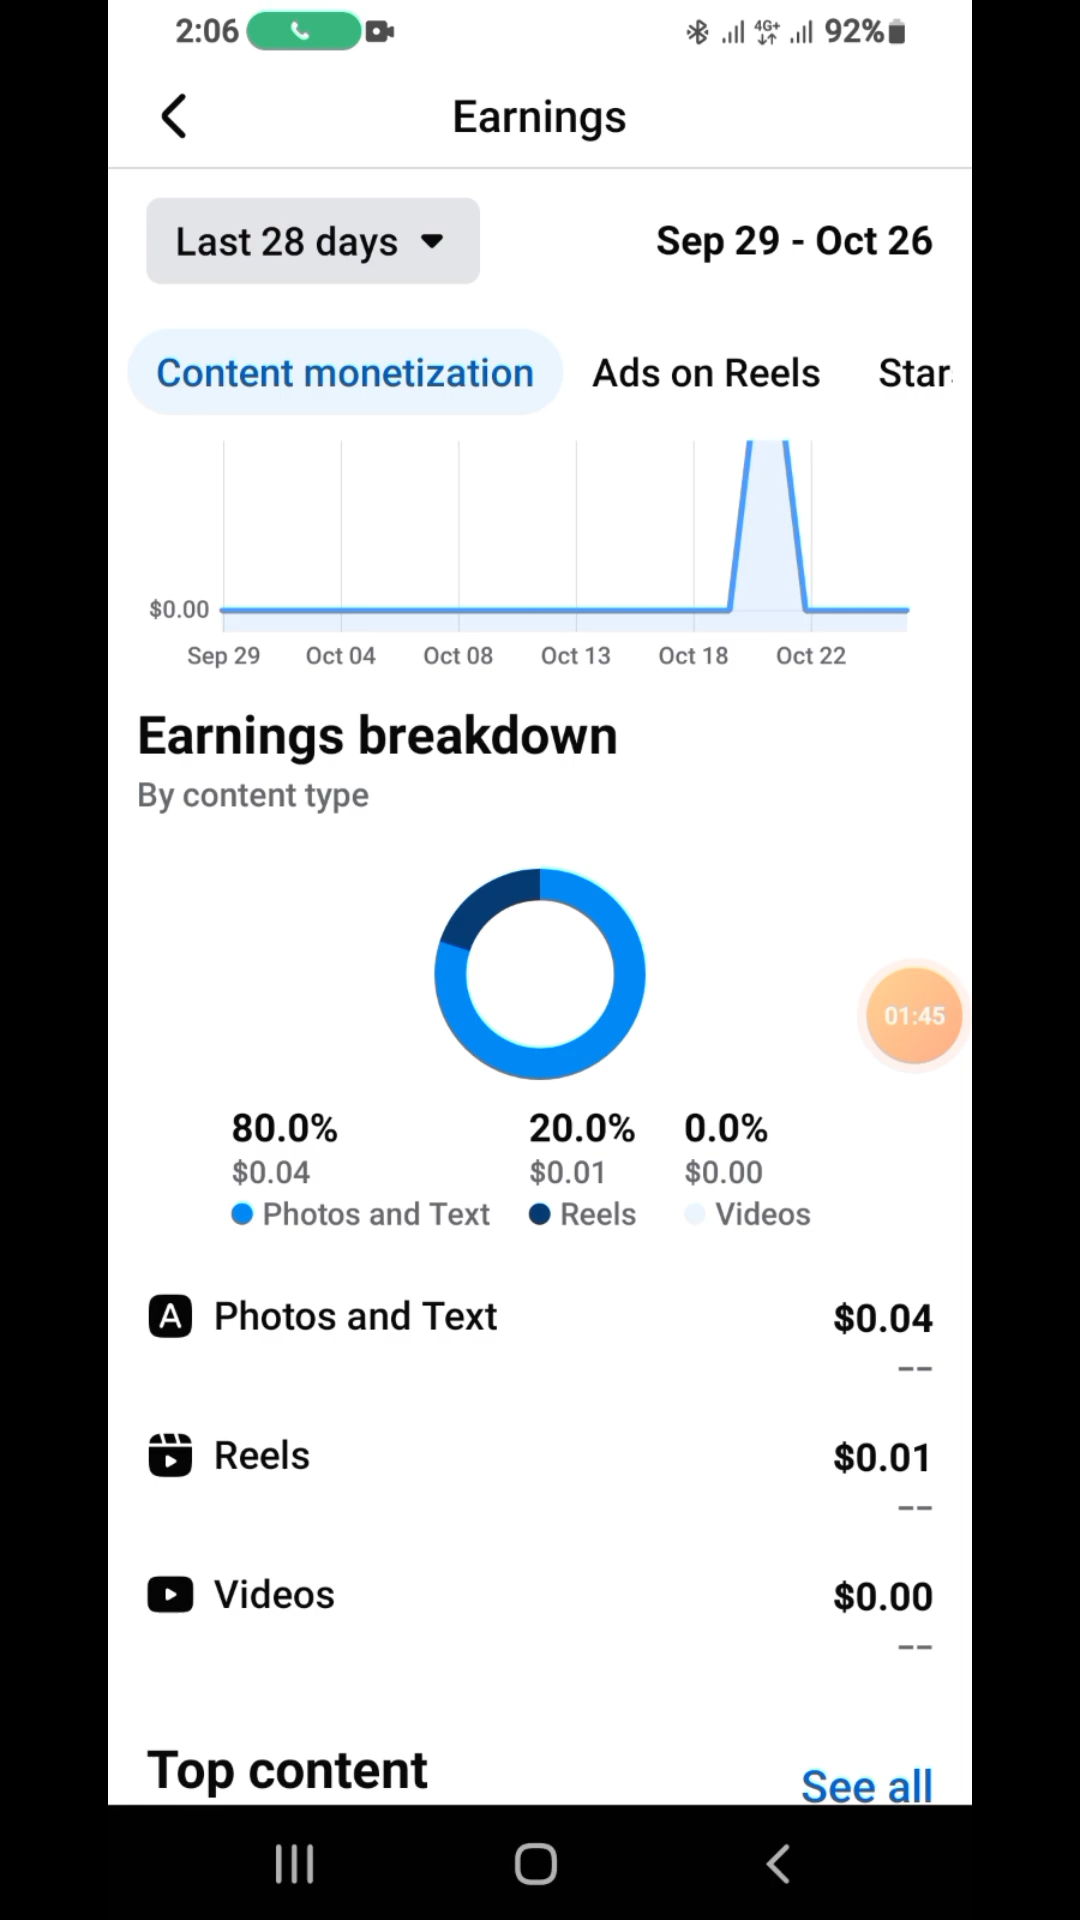 2:06 4G+ 92%
Earnings
Last 28 days Sep 29 - Oct 26
Content monetization Ads on Reels Star
$0.00
Sep 29 Oct 04 Oct 08 Oct 13 Oct 18 Oct 22
Earnings breakdown
By content type
01:45
80.0% 20.0% 0.0%
$0.04 $0.01 $0.00
Photos and Text Reels Videos
A Photos and Text $0.04
--
Reels $0.01
--
Videos $0.00
--
Top content See all